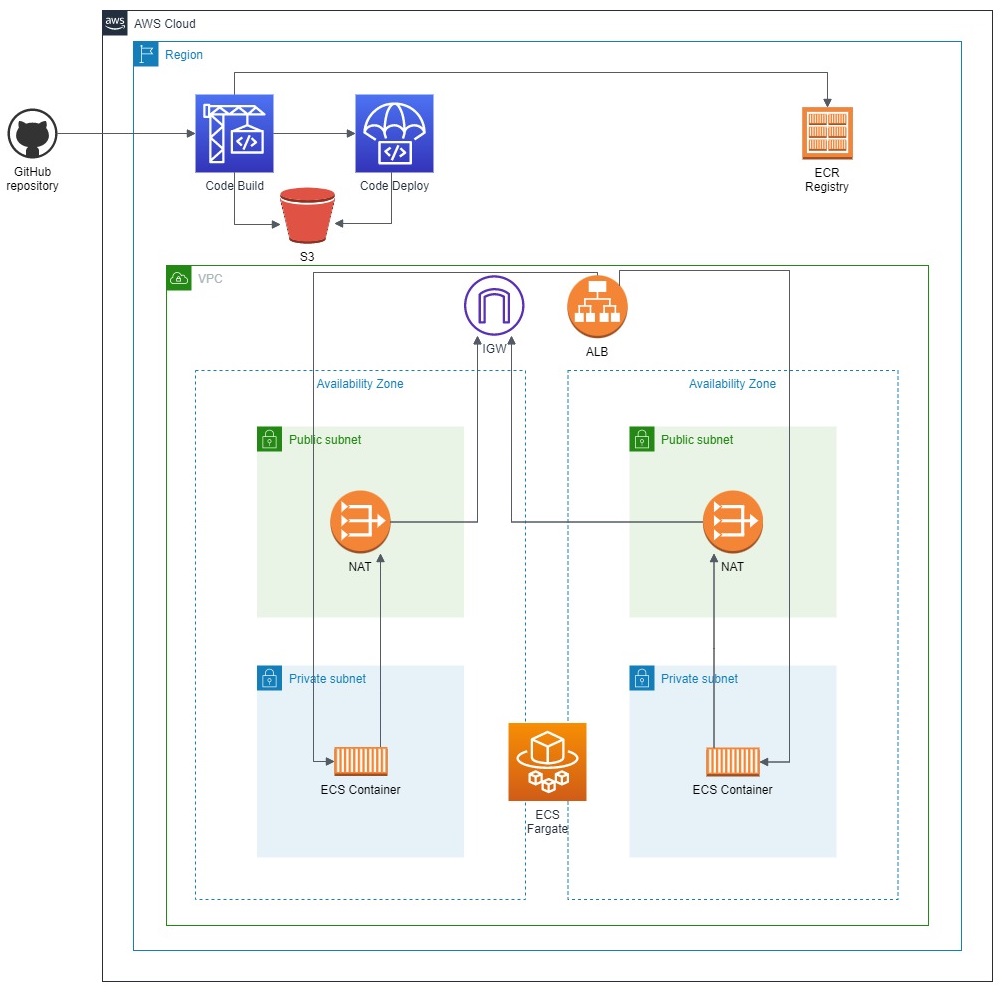 aws
AWS Cloud
Region
GitHub
repository
</>
Code Build
</>
Code Deploy
ECR
Registry
S3
VPC
IGW
ALB
Availability Zone
Availability Zone
Public subnet
Public subnet
NAT
NAT
Private subnet
Private subnet
ECS Container
ECS Container
ECS
Fargate